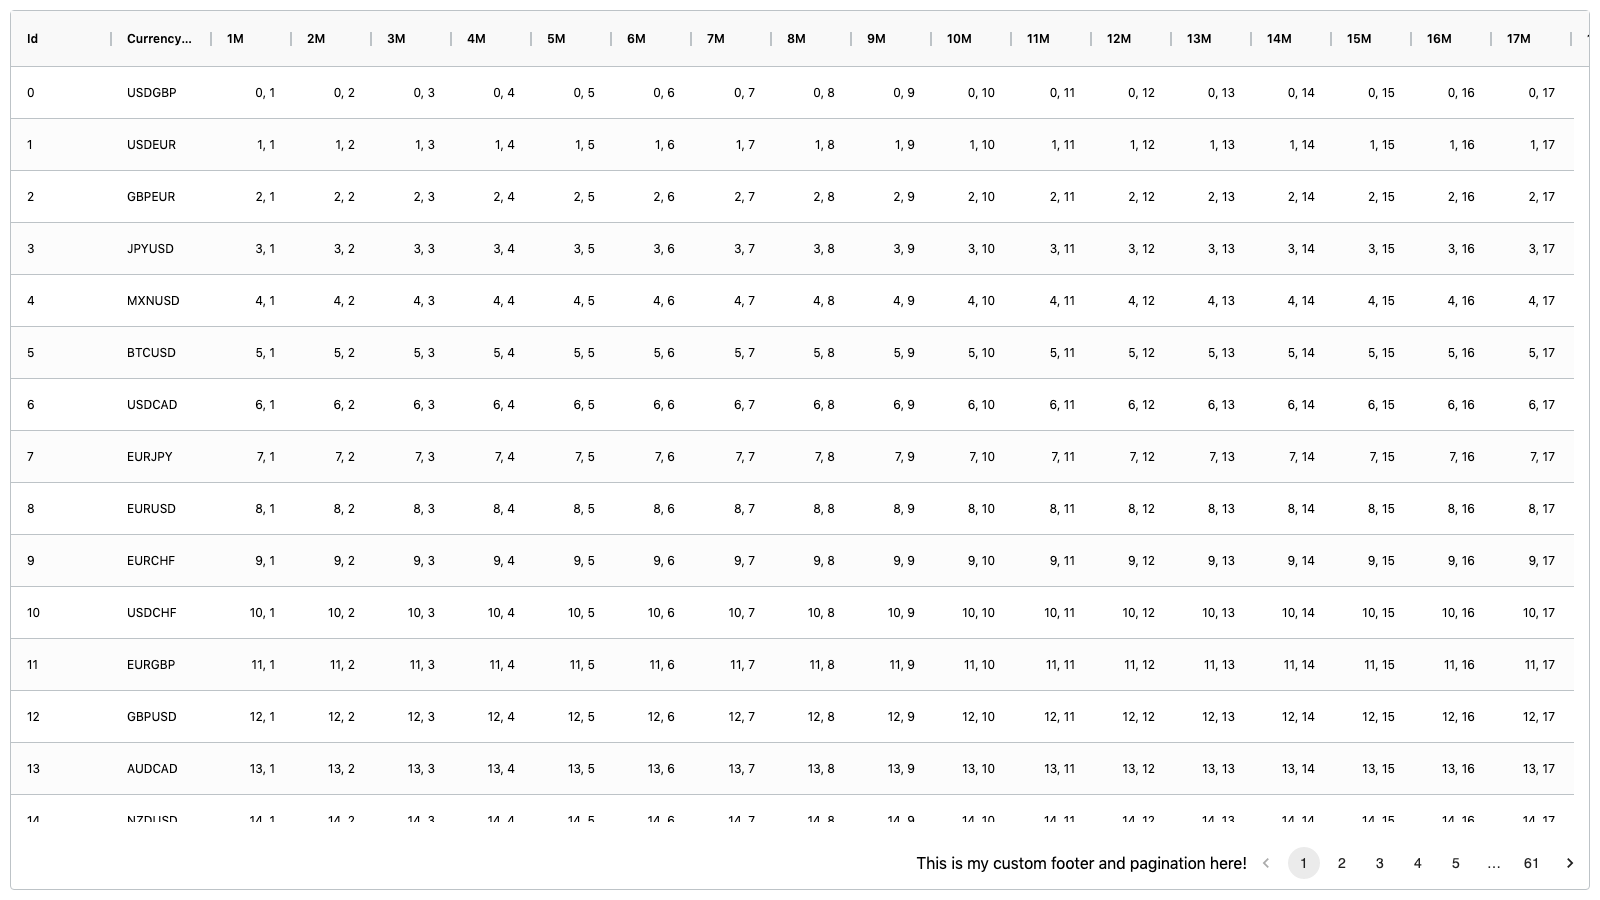 Id Currency... 1M 2M 3M 4M 5M 6M 7M 8M 9M 10M 11M 12M 13M 14M 15M 16M 17M
0 USDGBP 0, 1 0, 2 0, 3 0, 4 0, 5 0, 6 0, 7 0, 8 0, 9 0, 10 0, 11 0, 12 0, 13 0, 14 0, 15 0, 16 0, 17
1 USDEUR 1, 1 1, 2 1, 3 1, 4 1, 5 1, 6 1, 7 1, 8 1, 9 1, 10 1, 11 1, 12 1, 13 1, 14 1, 15 1, 16 1, 17
2 GBPEUR 2, 1 2, 2 2, 3 2, 4 2, 5 2, 6 2, 7 2, 8 2, 9 2, 10 2, 11 2, 12 2, 13 2, 14 2, 15 2, 16 2, 17
3 JPYUSD 3, 1 3, 2 3, 3 3, 4 3, 5 3, 6 3, 7 3, 8 3, 9 3, 10 3, 11 3, 12 3, 13 3, 14 3, 15 3, 16 3, 17
4 MXNUSD 4, 1 4, 2 4, 3 4, 4 4, 5 4, 6 4, 7 4, 8 4, 9 4, 10 4, 11 4, 12 4, 13 4, 14 4, 15 4, 16 4, 17
5 BTCUSD 5, 1 5, 2 5, 3 5, 4 5, 5 5, 6 5, 7 5, 8 5, 9 5, 10 5, 11 5, 12 5, 13 5, 14 5, 15 5, 16 5, 17
6 USDCAD 6, 1 6, 2 6, 3 6, 4 6, 5 6, 6 6, 7 6, 8 6, 9 6, 10 6, 11 6, 12 6, 13 6, 14 6, 15 6, 16 6, 17
7 EURJPY 7, 1 7, 2 7, 3 7, 4 7, 5 7, 6 7, 7 7, 8 7, 9 7, 10 7, 11 7, 12 7, 13 7, 14 7, 15 7, 16 7, 17
8 EURUSD 8, 1 8, 2 8, 3 8, 4 8, 5 8, 6 8, 7 8, 8 8, 9 8, 10 8, 11 8, 12 8, 13 8, 14 8, 15 8, 16 8, 17
9 EURCHF 9, 1 9, 2 9, 3 9, 4 9, 5 9, 6 9, 7 9, 8 9, 9 9, 10 9, 11 9, 12 9, 13 9, 14 9, 15 9, 16 9, 17
10 USDCHF 10, 1 10, 2 10, 3 10, 4 10, 5 10, 6 10, 7 10, 8 10, 9 10, 10 10, 11 10, 12 10, 13 10, 14 10, 15 10, 16 10, 17
11 EURGBP 11, 1 11, 2 11, 3 11, 4 11, 5 11, 6 11, 7 11, 8 11, 9 11, 10 11, 11 11, 12 11, 13 11, 14 11, 15 11, 16 11, 17
12 GBPUSD 12, 1 12, 2 12, 3 12, 4 12, 5 12, 6 12, 7 12, 8 12, 9 12, 10 12, 11 12, 12 12, 13 12, 14 12, 15 12, 16 12, 17
13 AUDCAD 13, 1 13, 2 13, 3 13, 4 13, 5 13, 6 13, 7 13, 8 13, 9 13, 10 13, 11 13, 12 13, 13 13, 14 13, 15 13, 16 13, 17
14 NZDUSD 14, 1 14, 2 14, 3 14, 4 14, 5 14, 6 14, 7 14, 8 14, 9 14, 10 14, 11 14, 12 14, 13 14, 14 14, 15 14, 16 14, 17
This is my custom footer and pagination here! 1 2 3 4 5 ... 61